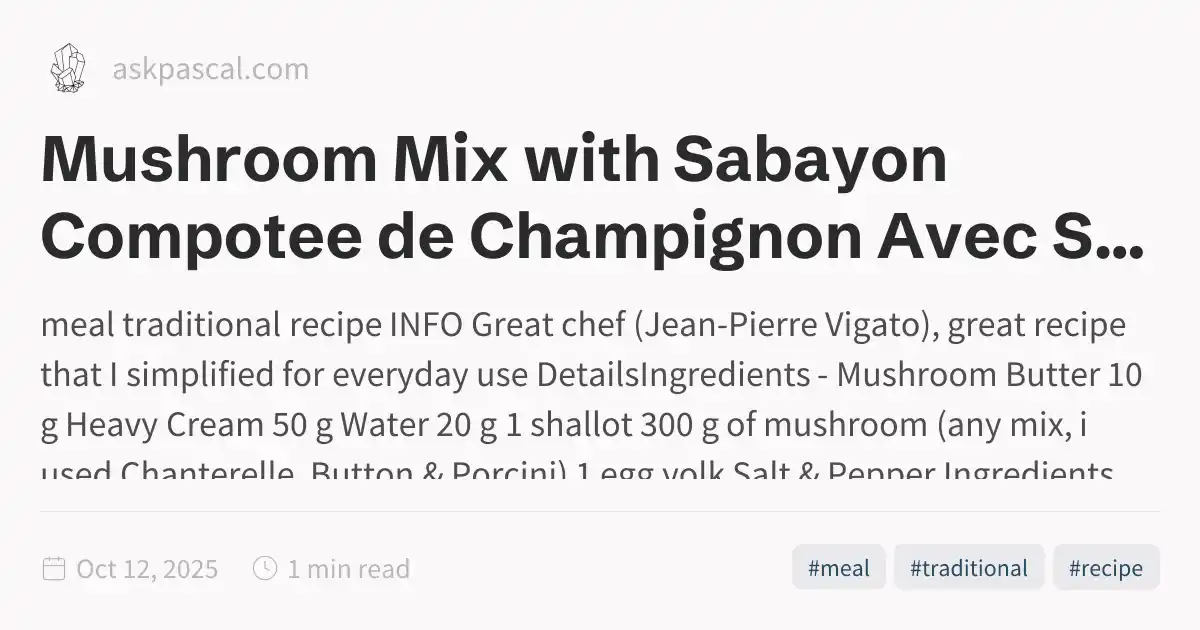 askpascal.com
Mushroom Mix with Sabayon
Compotee de Champignon Avec S...
meal traditional recipe INFO Great chef (Jean-Pierre Vigato), great recipe
that I simplified for everyday use DetailsIngredients - Mushroom Butter 10
g Heavy Cream 50 g Water 20 g 1 shallot 300 g of mushroom (any mix, i
used Chanterelle, Button & Porcini) 1 egg yolk Salt & Pepper Ingredients
Oct 12, 2025
1 min read
#meal
#traditional
#recipe